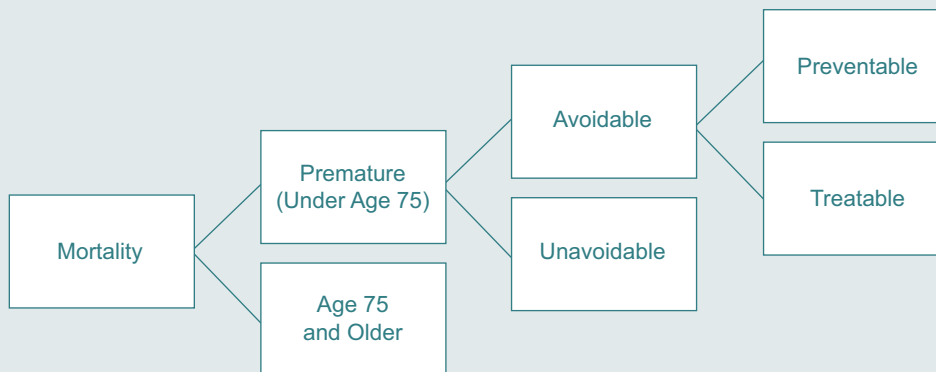 Mortality
Premature
(Under Age 75)
Age 75
and Older
Avoidable
Unavoidable
Preventable
Treatable